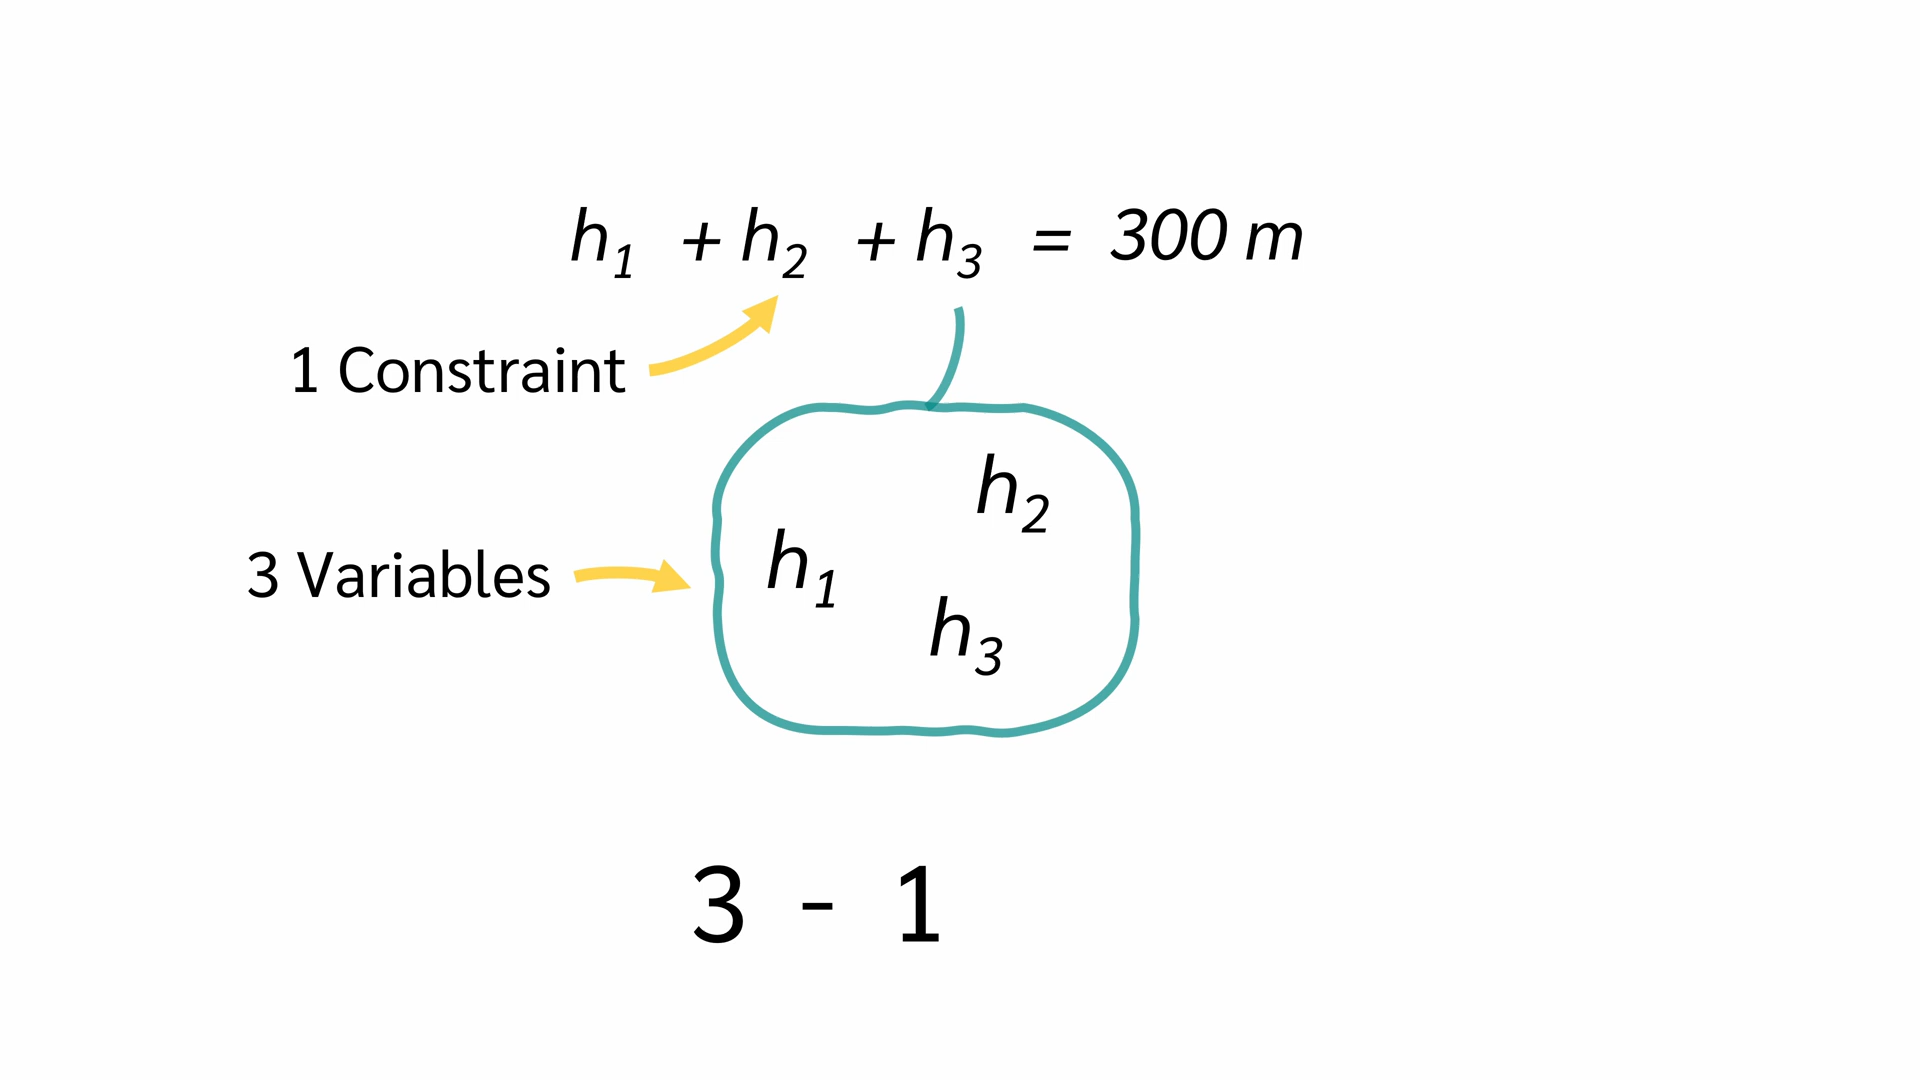 h₁ + h₂ + h₃ = 300 m
1 Constraint
h₂
h₁
3 Variables
h₃
3 - 1